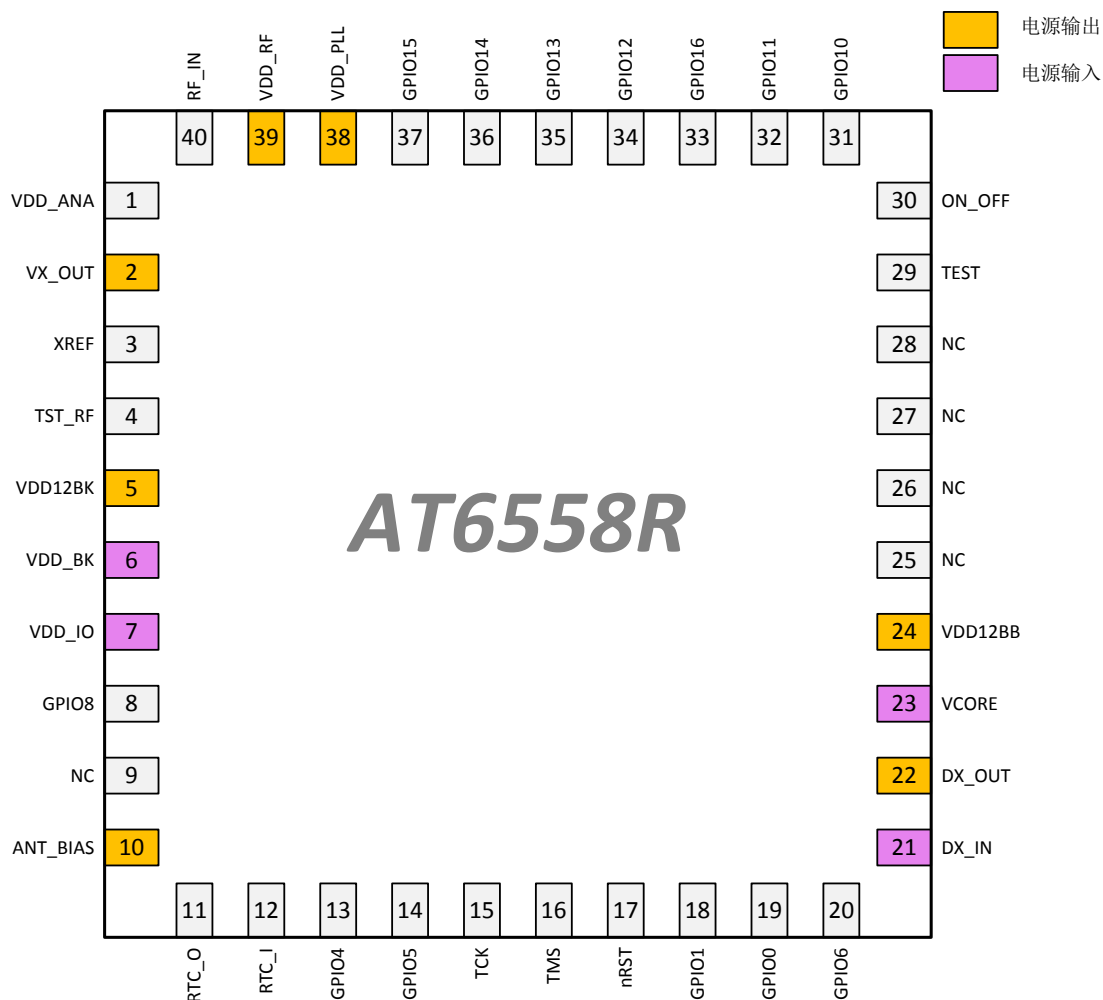 电源输出
电源输入
RF_IN
VDD_RF
VDD_PLL
GPIO15
GPIO14
GPIO13
GPIO12
GPIO16
GPIO11
GPIO10
40 39 38 37 36 35 34 33 32 31
VDD_ANA 1
30 ON_OFF
VX_OUT 2
29 TEST
XREF 3
28 NC
TST_RF 4
27 NC
VDD12BK 5
26 NC
AT6558R
VDD_BK 6
25 NC
VDD_IO 7
24 VDD12BB
GPIO8 8
23 VCORE
NC 9
22 DX_OUT
ANT_BIAS 10
21 DX_IN
11 12 13 14 15 16 17 18 19 20
RTC_O
RTC_I
GPIO4
GPIO5
TCK
TMS
nRST
GPIO1
GPIO0
GPIO6